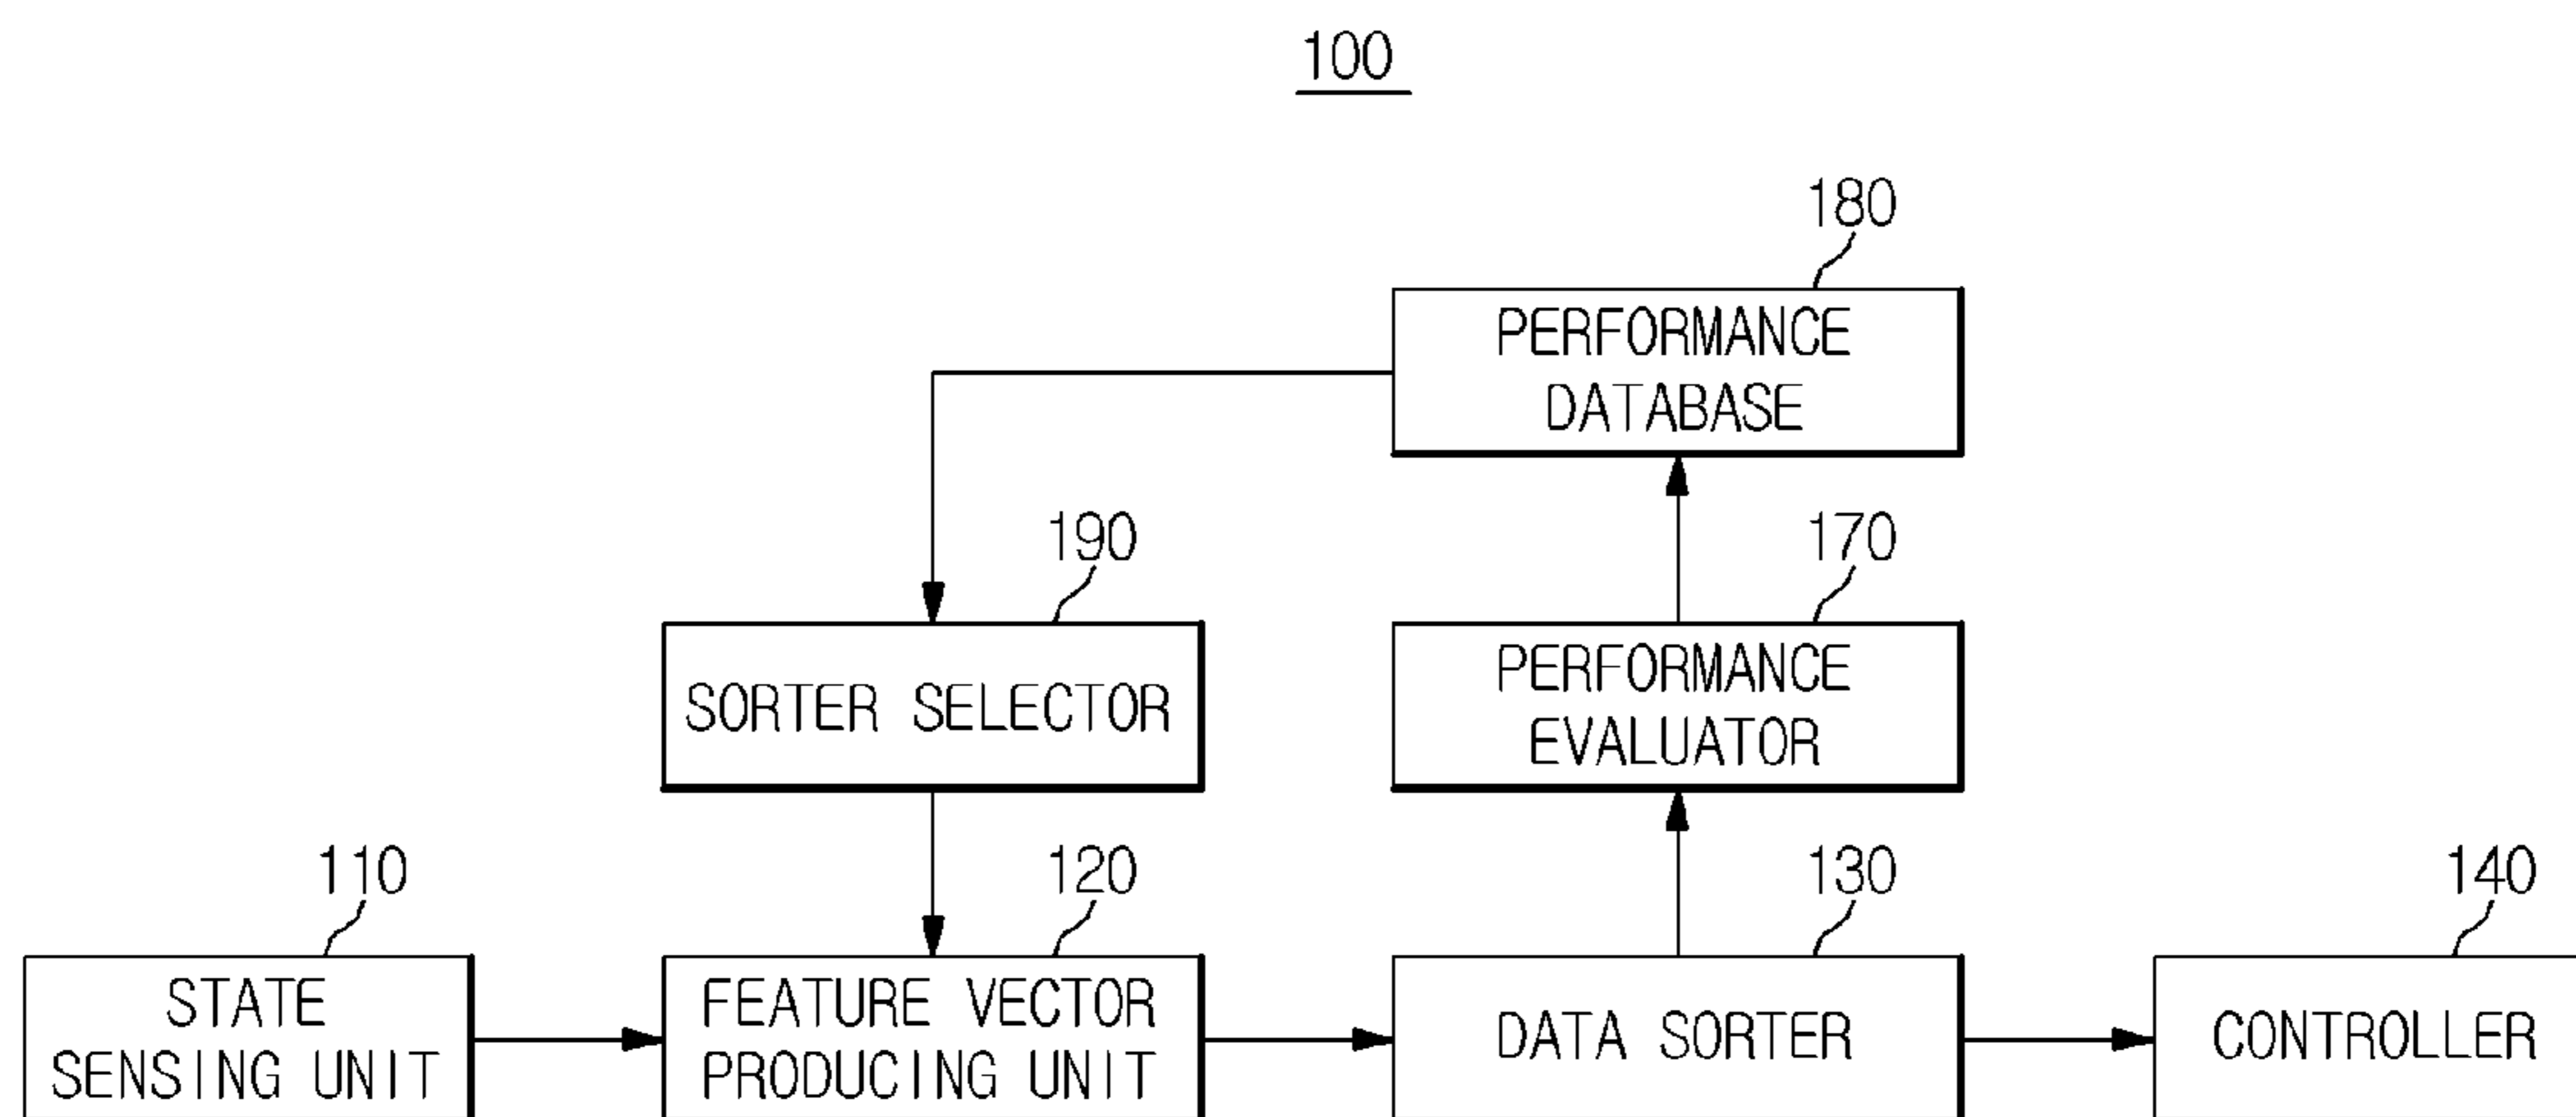 100
180
PERFORMANCE
DATABASE
190
170
SORTER SELECTOR
PERFORMANCE
EVALUATOR
110
120
130
140
STATE
SENSING UNIT
FEATURE VECTOR
PRODUCING UNIT
DATA SORTER
CONTROLLER